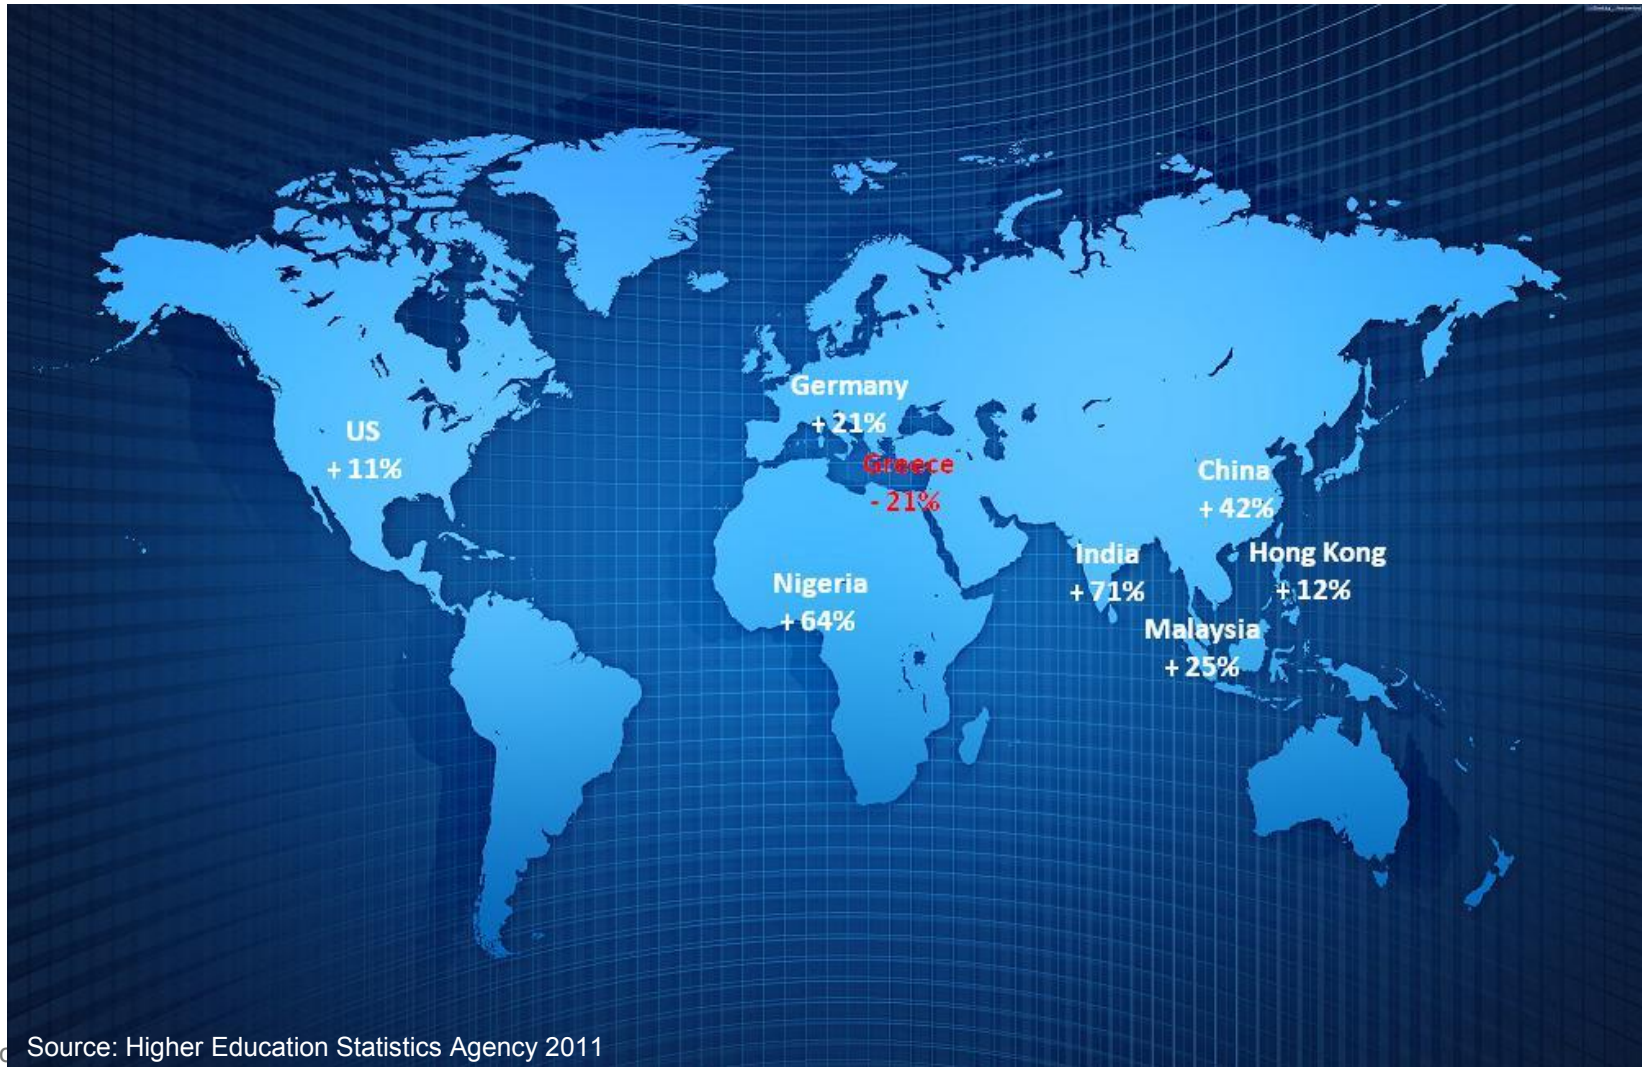 Germany
+ 21%
US
+ 11%
Greece
- 21%
China
+ 42%
India
+ 71%
Hong Kong
+ 12%
Nigeria
+ 64%
Malaysia
+ 25%
Source: Higher Education Statistics Agency 2011